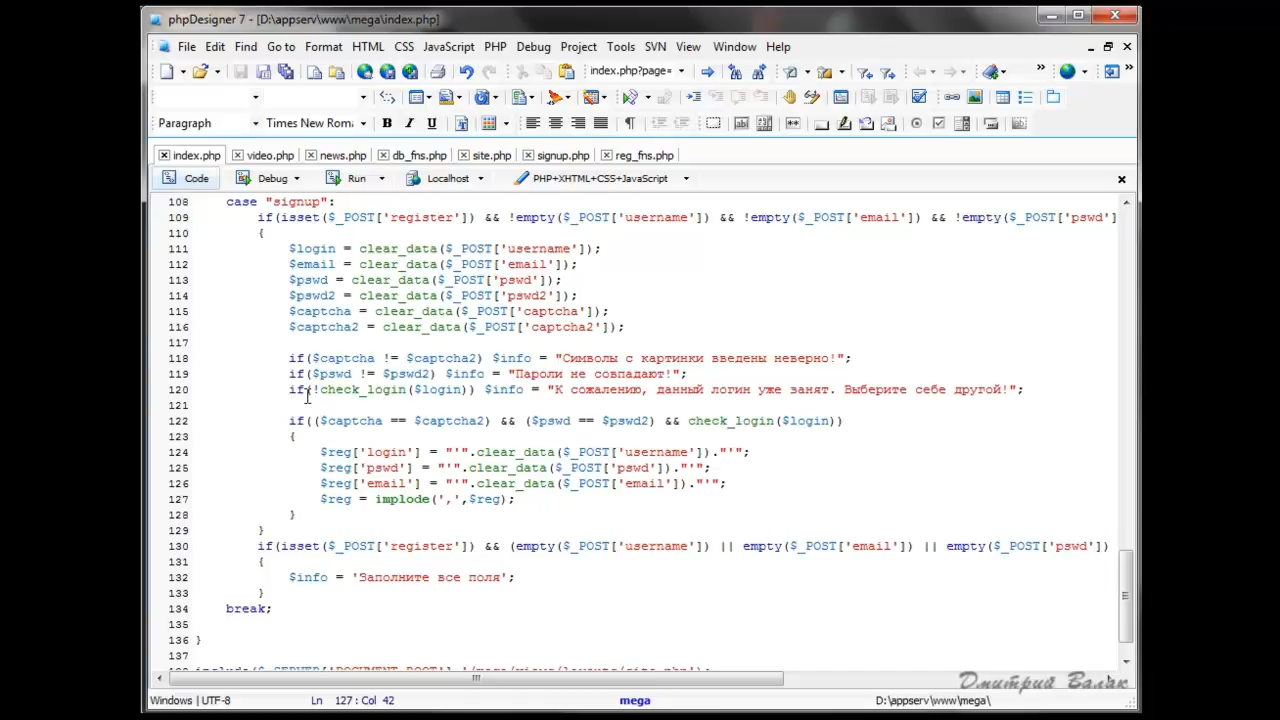 phpDesigner 7 - [D:\appserv\www\mega\index.php]
File Edit Find Go to Format HTML CSS JavaScript PHP Debug Project Tools SVN View Window Help
index.php?page=
Paragraph Times New Roma B I U
index.php video.php news.php db_fns.php site.php signup.php reg_fns.php
Code Debug Run Localhost PHP+XHTML+CSS+JavaScript
108 case "signup":
109 if(isset($_POST['register']) && !empty($_POST['username']) && !empty($_POST['email']) && !empty($_POST['pswd']
110 {
111 $login = clear_data($_POST['username']);
112 $email = clear_data($_POST['email']);
113 $pswd = clear_data($_POST['pswd']);
114 $pswd2 = clear_data($_POST['pswd2']);
115 $captcha = clear_data($_POST['captcha']);
116 $captcha2 = clear_data($_POST['captcha2']);
117
118 if($captcha != $captcha2) $info = "Символы с картинки введены неверно!";
119 if($pswd != $pswd2) $info = "Пароли не совпадают!";
120 if(!check_login($login)) $info = "К сожалению, данный логин уже занят. Выберите себе другой!";
121
122 if(($captcha == $captcha2) && ($pswd == $pswd2) && check_login($login))
123 {
124 $reg['login'] = "'".clear_data($_POST['username'])."'";
125 $reg['pswd'] = "'".clear_data($_POST['pswd'])."'";
126 $reg['email'] = "'".clear_data($_POST['email'])."'";
127 $reg = implode(',',$reg);
128 }
129 }
130 if(isset($_POST['register']) && (empty($_POST['username']) || empty($_POST['email']) || empty($_POST['pswd'])
131 {
132 $info = 'Заполните все поля';
133 }
134 break;
135
136 }
137
Дмитрий Валак
Windows | UTF-8 Ln 127 : Col 42 mega D:\appserv\www\mega\